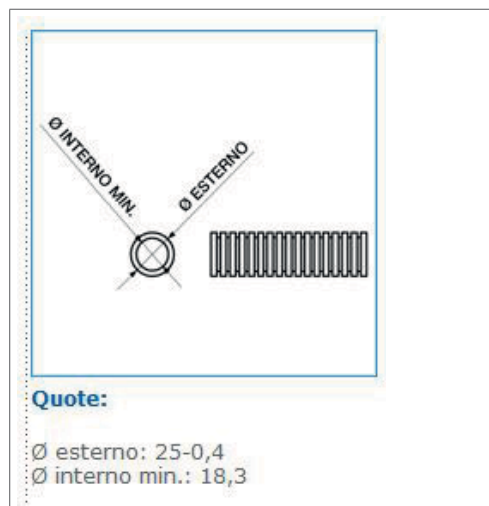 Ø INTERNO MIN.
Ø ESTERNO
Quote:
Ø esterno: 25-0,4
Ø interno min.: 18,3